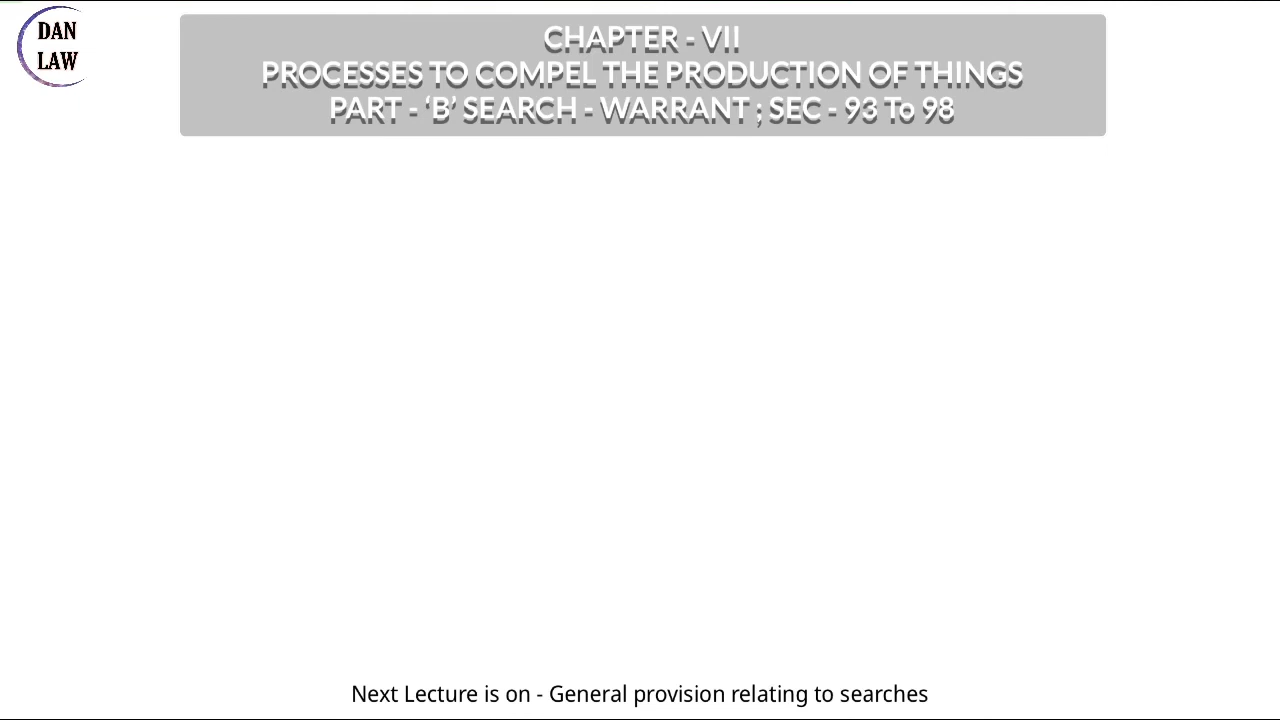 DAN
LAW
CHAPTER - VII
PROCESSES TO COMPEL THE PRODUCTION OF THINGS
PART - ‘B’ SEARCH - WARRANT ; SEC - 93 To 98
Next Lecture is on - General provision relating to searches